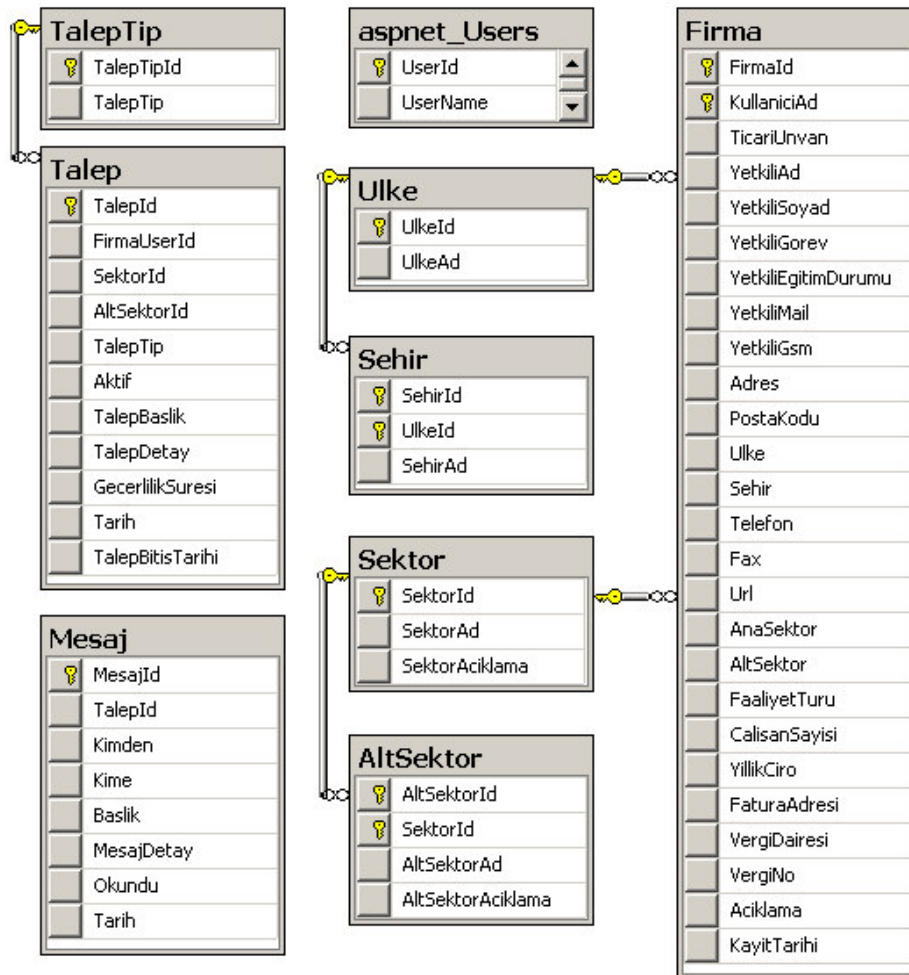 TalepTip
TalepTipId
TalepTip
Talep
TalepId
FirmaUserId
SektorId
AltSektorId
TalepTip
Aktif
TalepBaslik
TalepDetay
GecerlilikSuresi
Tarih
TalepBitisTarihi
Mesaj
MesajId
TalepId
Kimden
Kime
Baslik
MesajDetay
Okundu
Tarih
aspnet_Users
UserId
UserName
Ulke
UlkeId
UlkeAd
Sehir
SehirId
UlkeId
SehirAd
Sektor
SektorId
SektorAd
SektorAciklama
AltSektor
AltSektorId
SektorId
AltSektorAd
AltSektorAciklama
Firma
FirmaId
KullaniciAd
TicariUnvan
YetkiliAd
YetkiliSoyad
YetkiliGorev
YetkiliEgitimDurumu
YetkiliMail
YetkiliGsm
Adres
PostaKodu
Ulke
Sehir
Telefon
Fax
Url
AnaSektor
AltSektor
FaaliyetTuru
CalisanSayisi
YillikCiro
FaturaAdresi
VergiDairesi
VergiNo
Aciklama
KayitTarihi